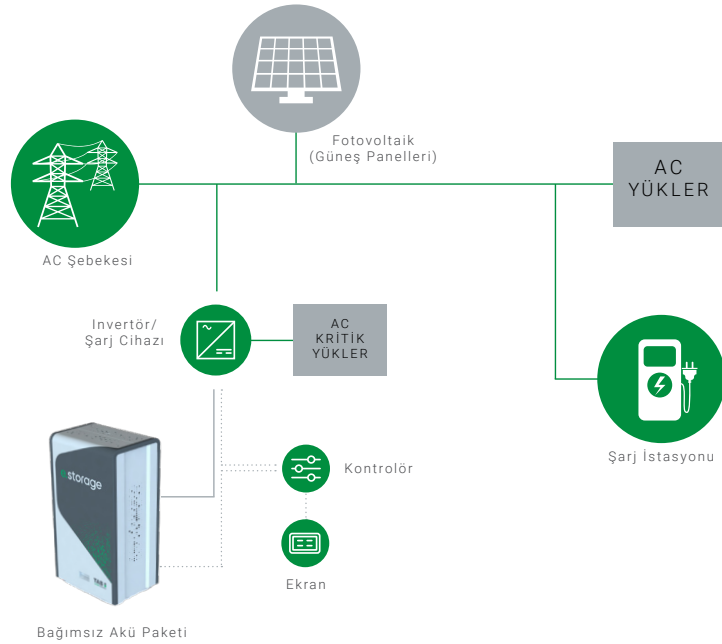 Fotovoltaik
(Güneş Panelleri)
AC
YÜKLER
AC Şebekesi
Invertör/
Şarj Cihazı
AC
KRİTİK
YÜKLER
Şarj İstasyonu
estorage
Kontrolör
Ekran
Bağımsız Akü Paketi